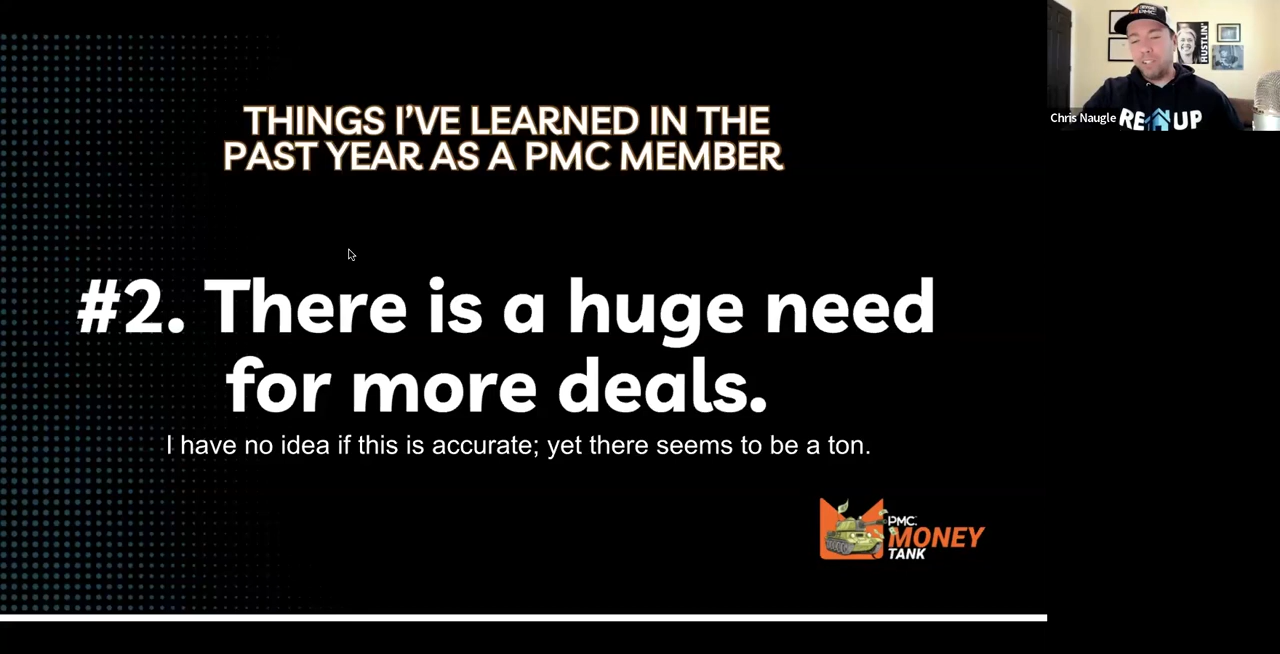 THINGS I'VE LEARNED IN THE
PAST YEAR AS A PMC MEMBER
#2. There is a huge need
for more deals.
I have no idea if this is accurate; yet there seems to be a ton.
PMC
MONEY
TANK
PMC
HUSTLIN'
Chris Naugle
RE UP